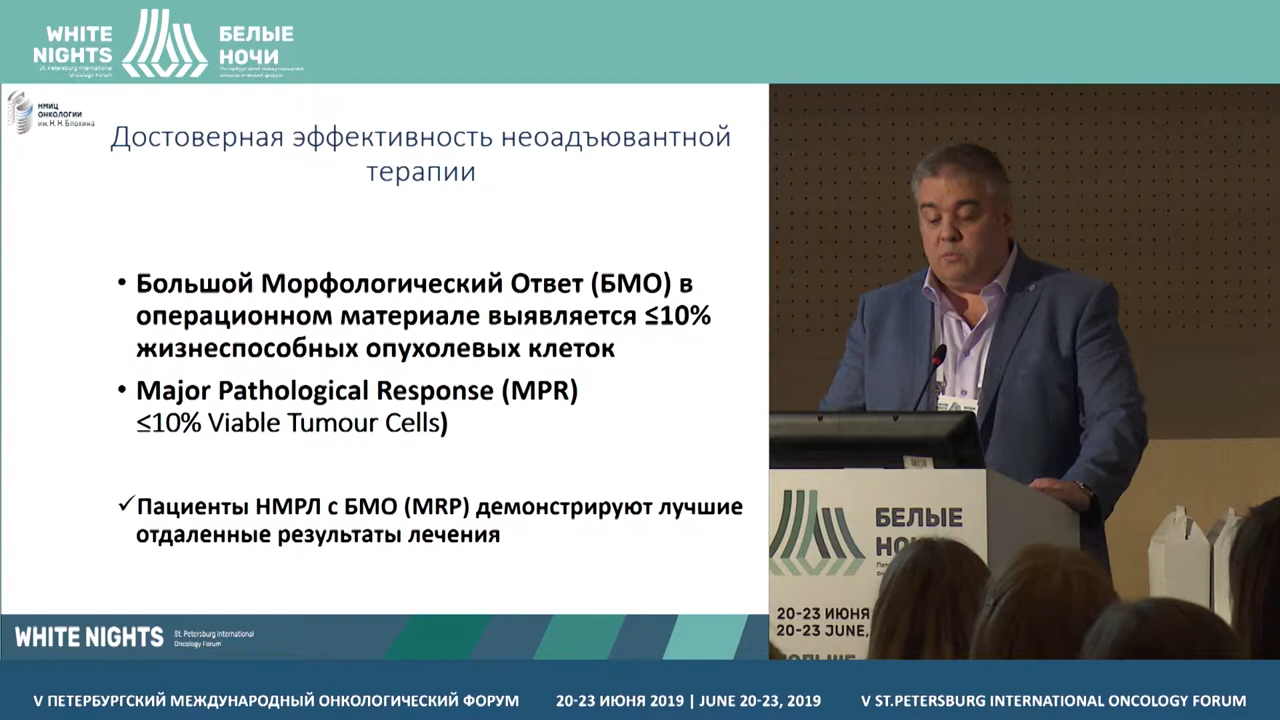 WHITE
NIGHTS
St. Petersburg International
Oncology Forum
БЕЛЫЕ
НОЧИ
Петербургский международный
онкологический форум
НМИЦ
ОНКОЛОГИИ
им. Н. Н. Блохина
Достоверная эффективность неоадъювантной
терапии
• Большой Морфологический Ответ (БМО) в
операционном материале выявляется ≤10%
жизнеспособных опухолевых клеток
• Major Pathological Response (MPR)
≤10% Viable Tumour Cells)
✓Пациенты НМРЛ с БМО (MRP) демонстрируют лучшие
отдаленные результаты лечения
WHITE NIGHTS
St. Petersburg International
Oncology Forum
БЕЛЫЕ
20-23 ИЮНЯ
20-23 JUNE,
V ПЕТЕРБУРГСКИЙ МЕЖДУНАРОДНЫЙ ОНКОЛОГИЧЕСКИЙ ФОРУМ
20-23 ИЮНЯ 2019 | JUNE 20-23, 2019
V ST.PETERSBURG INTERNATIONAL ONCOLOGY FORUM